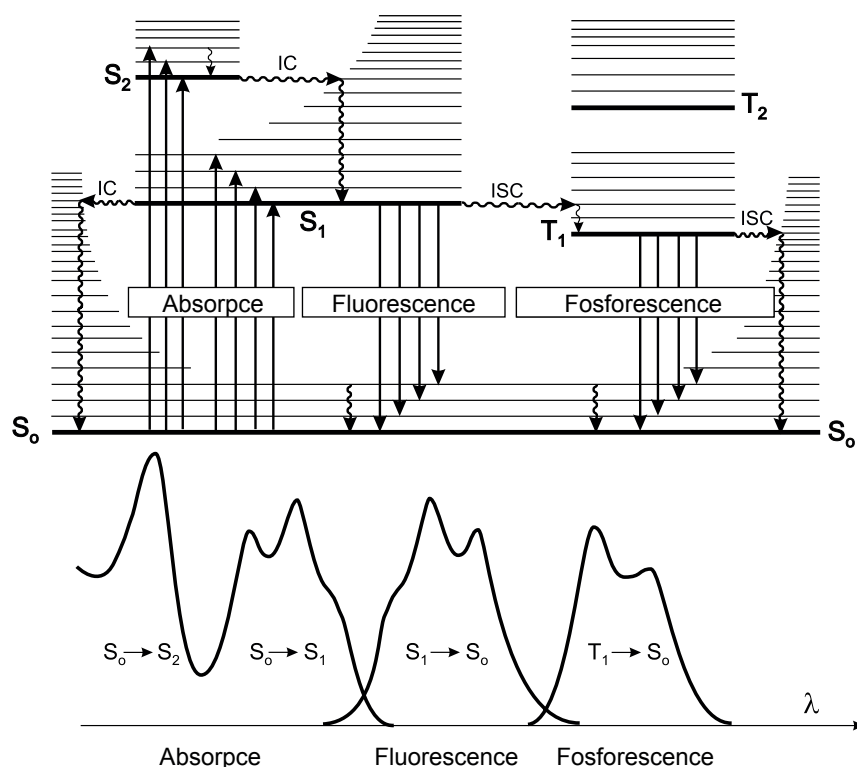 IC
S₂
T₂
IC
ISC
S₁
T₁
ISC
Absorpce
Fluorescence
Fosforescence
Sₒ
Sₒ
Sₒ→S₂
Sₒ→S₁
S₁→Sₒ
T₁→Sₒ
λ
Absorpce
Fluorescence
Fosforescence